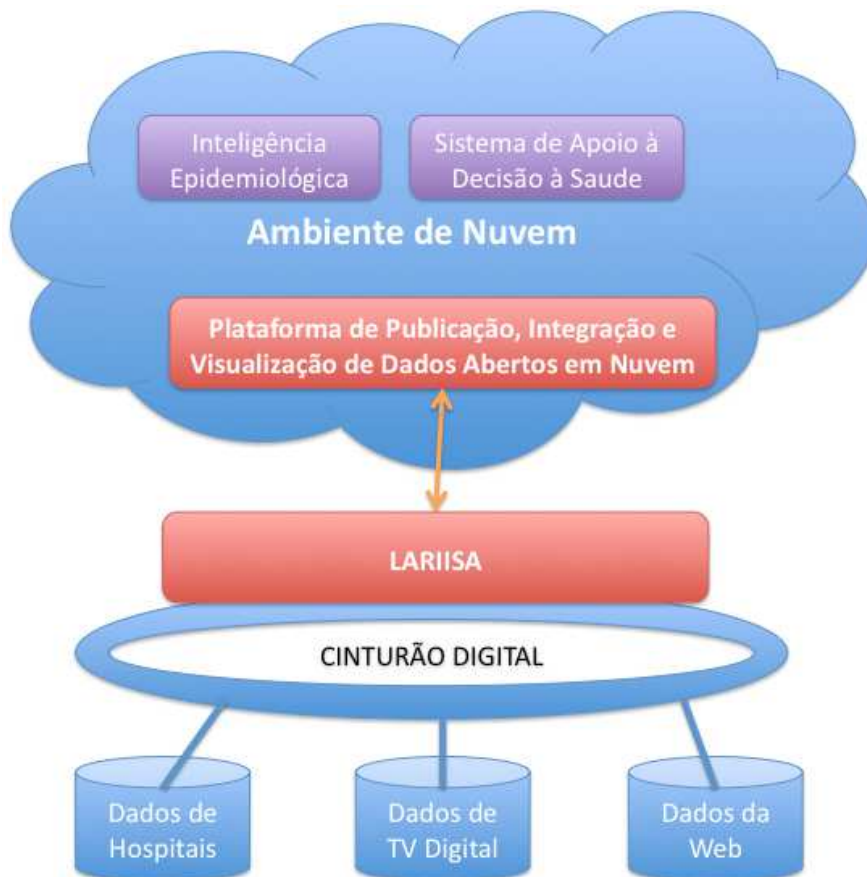 Inteligência
Epidemiológica
Sistema de Apoio à
Decisão à Saude
Ambiente de Nuvem
Plataforma de Publicação, Integração e
Visualização de Dados Abertos em Nuvem
LARIISA
CINTURÃO DIGITAL
Dados de
Hospitais
Dados de
TV Digital
Dados da
Web